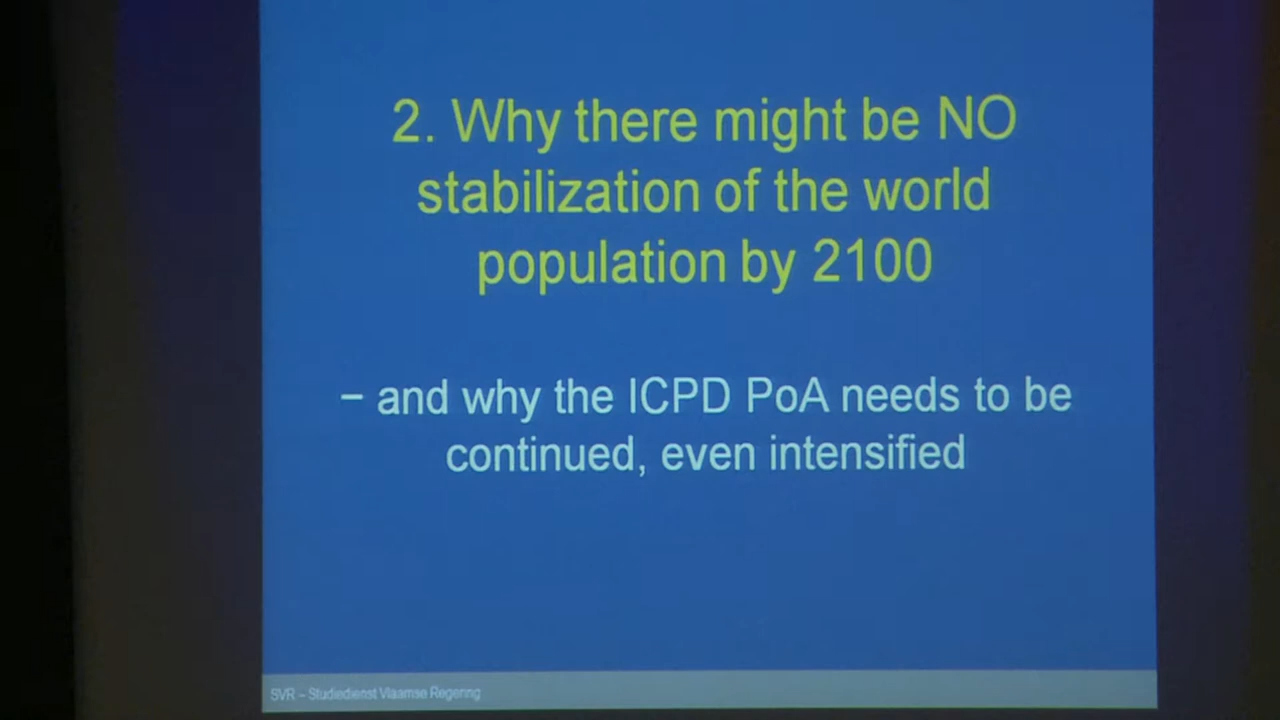 2. Why there might be NO
stabilization of the world
population by 2100
– and why the ICPD PoA needs to be
continued, even intensified
SVR – Studiedienst Vlaamse Regering